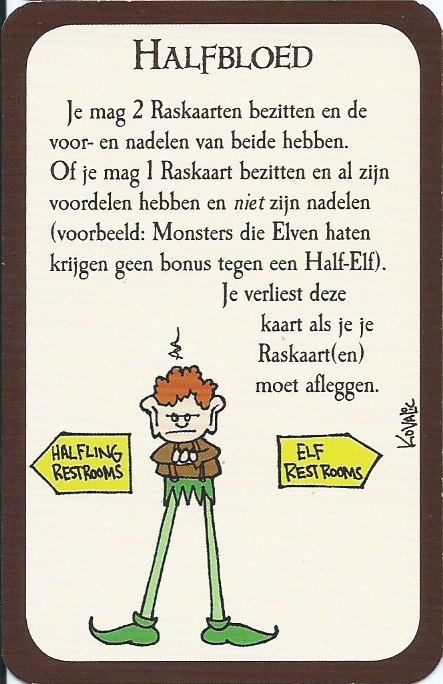 HALFBLOED
Je mag 2 Raskaarten bezitten en de
voor- en nadelen van beide hebben.
Of je mag 1 Raskaart bezitten en al zijn
voordelen hebben en niet zijn nadelen
(voorbeeld: Monsters die Elven haten
krijgen geen bonus tegen een Half-Elf).
Je verliest deze
kaart als je je
Raskaart(en)
moet afleggen.
HALFLING
RESTROOMS
ELF
RESTROOMS
KOVALIC